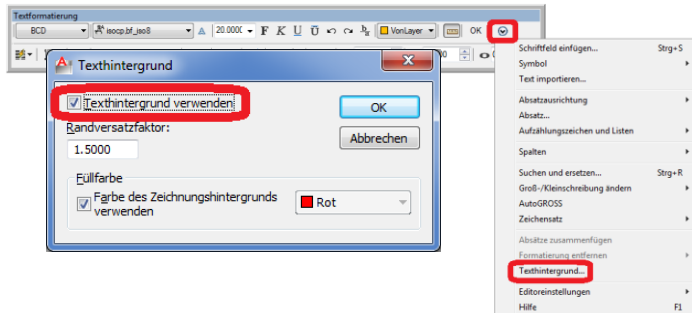 Textformatierung
BCD isocp.bf_iso8 20.0000 F K U Ū VonLayer OK
Texthintergrund
Texthintergrund verwenden
Randversatzfaktor:
1.5000
OK
Abbrechen
Füllfarbe
Farbe des Zeichnungshintergrunds
verwenden
Rot
Schriftfeld einfügen... Strg+S
Symbol
Text importieren...
Absatzausrichtung
Absatz...
Aufzählungszeichen und Listen
Spalten
Suchen und ersetzen... Strg+R
Groß-/Kleinschreibung ändern
AutoGROSS
Zeichensatz
Absätze zusammenfügen
Formatierung entfernen
Texthintergrund...
Editoreinstellungen
Hilfe F1